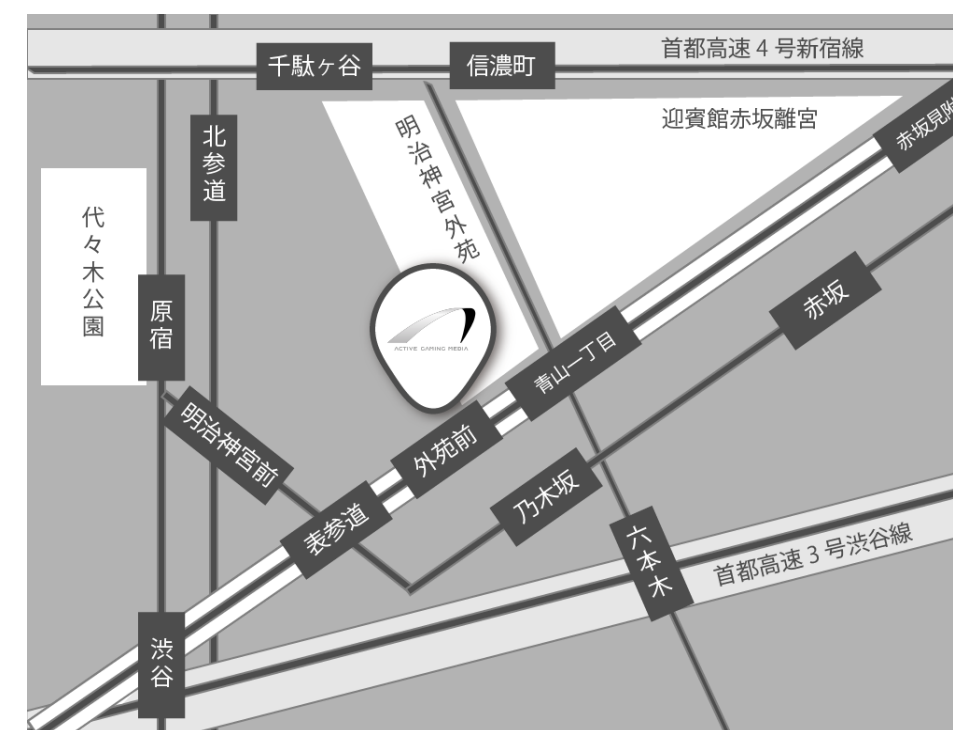 首都高速4号新宿線
千駄ヶ谷
信濃町
迎賓館赤坂離宮
赤坂見附
北参道
明治神宮外苑
代々木公園
原宿
赤坂
ACTIVE GAMING MEDIA
青山一丁目
明治神宮前
外苑前
乃木坂
表参道
六本木
首都高速3号渋谷線
渋谷